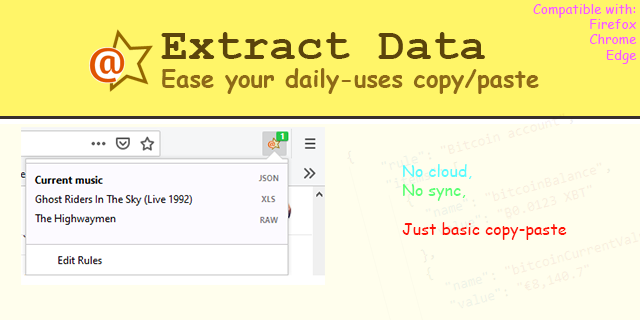 Compatible with:
Firefox
Chrome
Edge
@ Extract Data
Ease your daily-uses copy/paste
1
Current music JSON
Ghost Riders In The Sky (Live 1992) XLS
The Highwaymen RAW
Edit Rules
No cloud,
No sync,
Just basic copy-paste
{
"rule": "Bitcoin account",
"name": "bitcoinBalance",
"value": "80.0123 XBT"
},
{
"name": "bitcoinCurrentVal
"value": "€8,140.7"